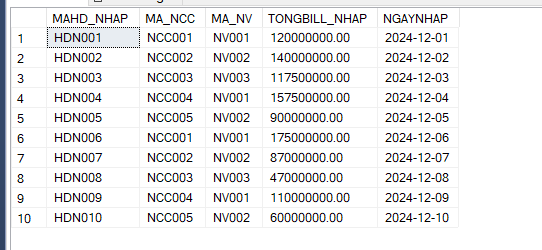 MAHD_NHAP MA_NCC MA_NV TONGBILL_NHAP NGAYNHAP
1 HDN001 NCC001 NV001 120000000.00 2024-12-01
2 HDN002 NCC002 NV002 140000000.00 2024-12-02
3 HDN003 NCC003 NV003 117500000.00 2024-12-03
4 HDN004 NCC004 NV001 157500000.00 2024-12-04
5 HDN005 NCC005 NV002 90000000.00 2024-12-05
6 HDN006 NCC001 NV001 175000000.00 2024-12-06
7 HDN007 NCC002 NV002 87000000.00 2024-12-07
8 HDN008 NCC003 NV003 47000000.00 2024-12-08
9 HDN009 NCC004 NV001 110000000.00 2024-12-09
10 HDN010 NCC005 NV002 60000000.00 2024-12-10